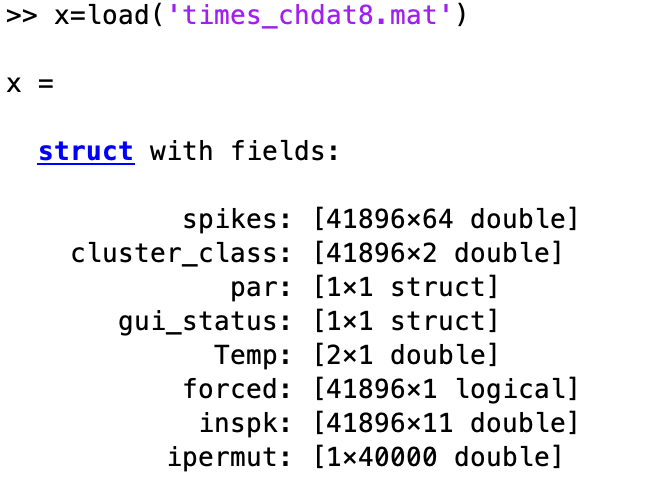 >> x=load('times_chdat8.mat')
x =
struct with fields:
spikes: [41896×64 double]
cluster_class: [41896×2 double]
par: [1×1 struct]
gui_status: [1×1 struct]
Temp: [2×1 double]
forced: [41896×1 logical]
inspk: [41896×11 double]
ipermut: [1×40000 double]